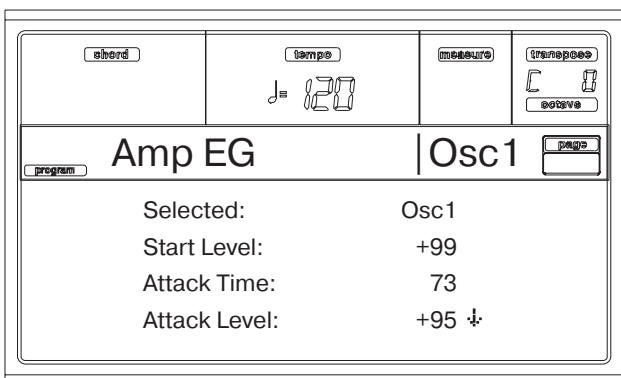 chord tempo measure transpose
♩= 120 C 0
octave
Amp EG Osc1 page
program
Selected: Osc1
Start Level: +99
Attack Time: 73
Attack Level: +95